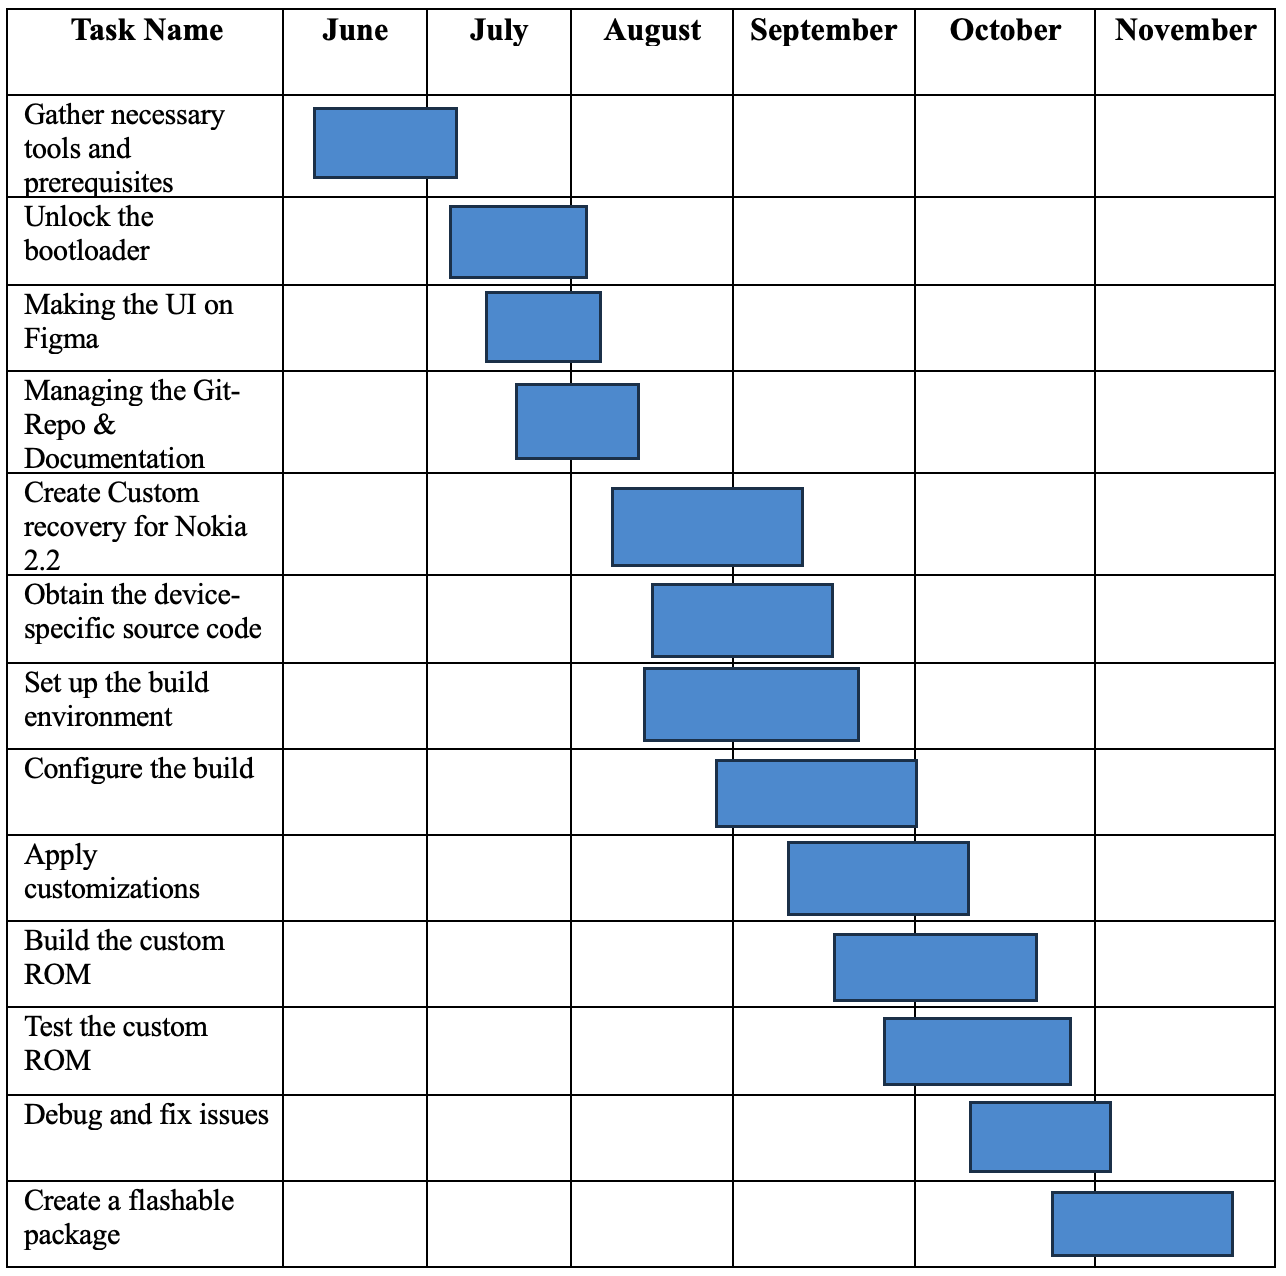 Task Name June July August September October November
Gather necessary
tools and
prerequisites
Unlock the
bootloader
Making the UI on
Figma
Managing the Git-
Repo &
Documentation
Create Custom
recovery for Nokia
2.2
Obtain the device-
specific source code
Set up the build
environment
Configure the build
Apply
customizations
Build the custom
ROM
Test the custom
ROM
Debug and fix issues
Create a flashable
package